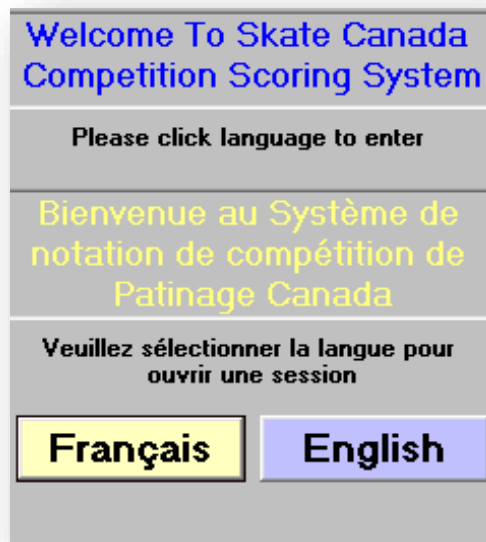 Welcome To Skate Canada
Competition Scoring System
Please click language to enter
Bienvenue au Système de
notation de compétition de
Patinage Canada
Veuillez sélectionner la langue pour
ouvrir une session
Français
English